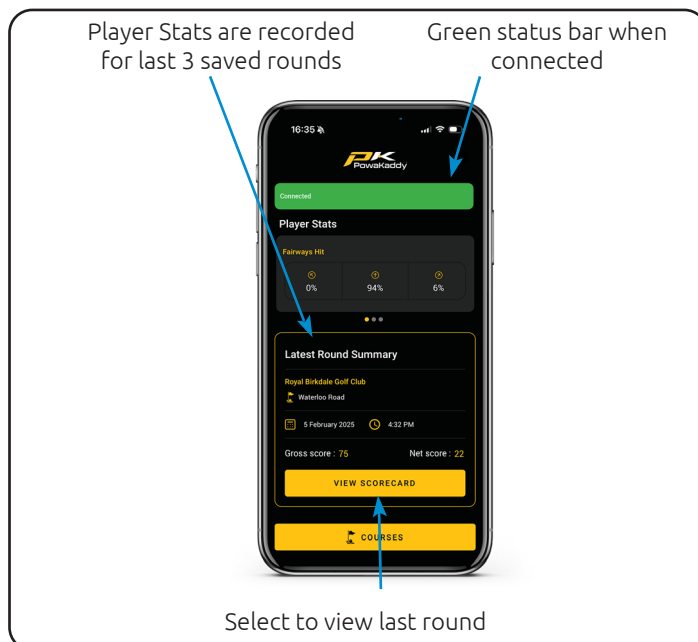 Player Stats are recorded
for last 3 saved rounds
Green status bar when
connected
16:35
PK
PowaKaddy
Connected
Player Stats
Fairways Hit
0%
94%
6%
Latest Round Summary
Royal Birkdale Golf Club
Waterloo Road
5 February 2025 4:32 PM
Gross score : 75 Net score : 22
VIEW SCORECARD
COURSES
Select to view last round